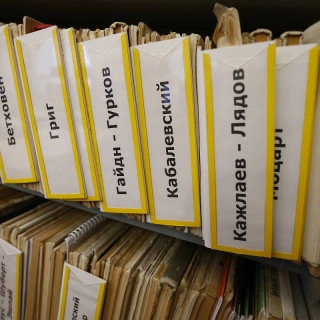 Бетховен
Григ
Гайдн - Гурков
Кабалевский
Кажлаев - Лядов
Моцарт